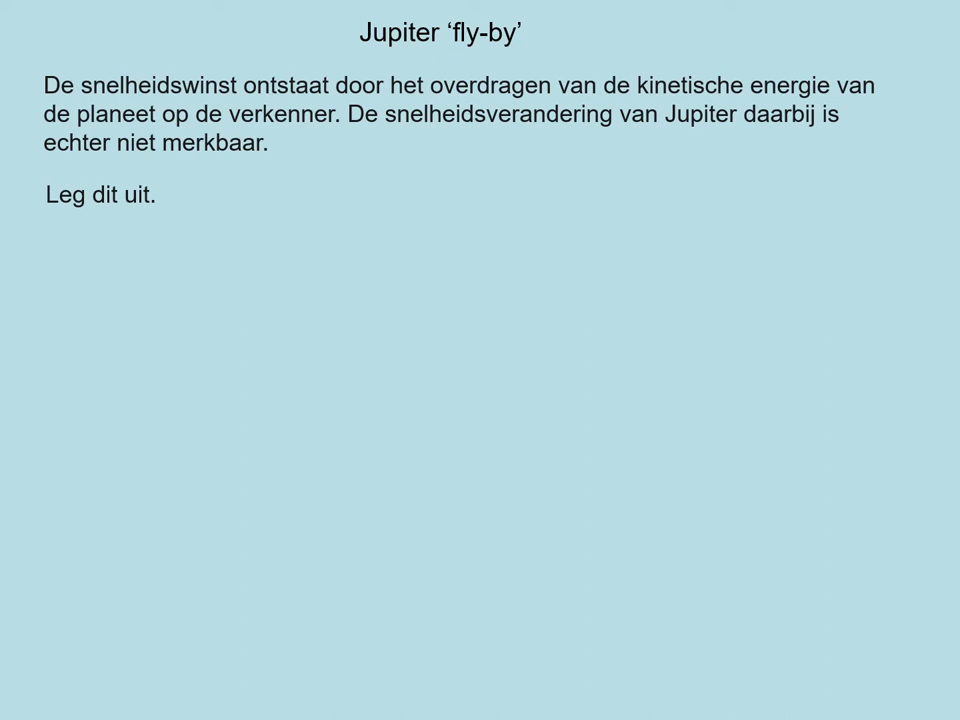 Jupiter ‘fly-by’
De snelheidswinst ontstaat door het overdragen van de kinetische energie van
de planeet op de verkenner. De snelheidsverandering van Jupiter daarbij is
echter niet merkbaar.
Leg dit uit.